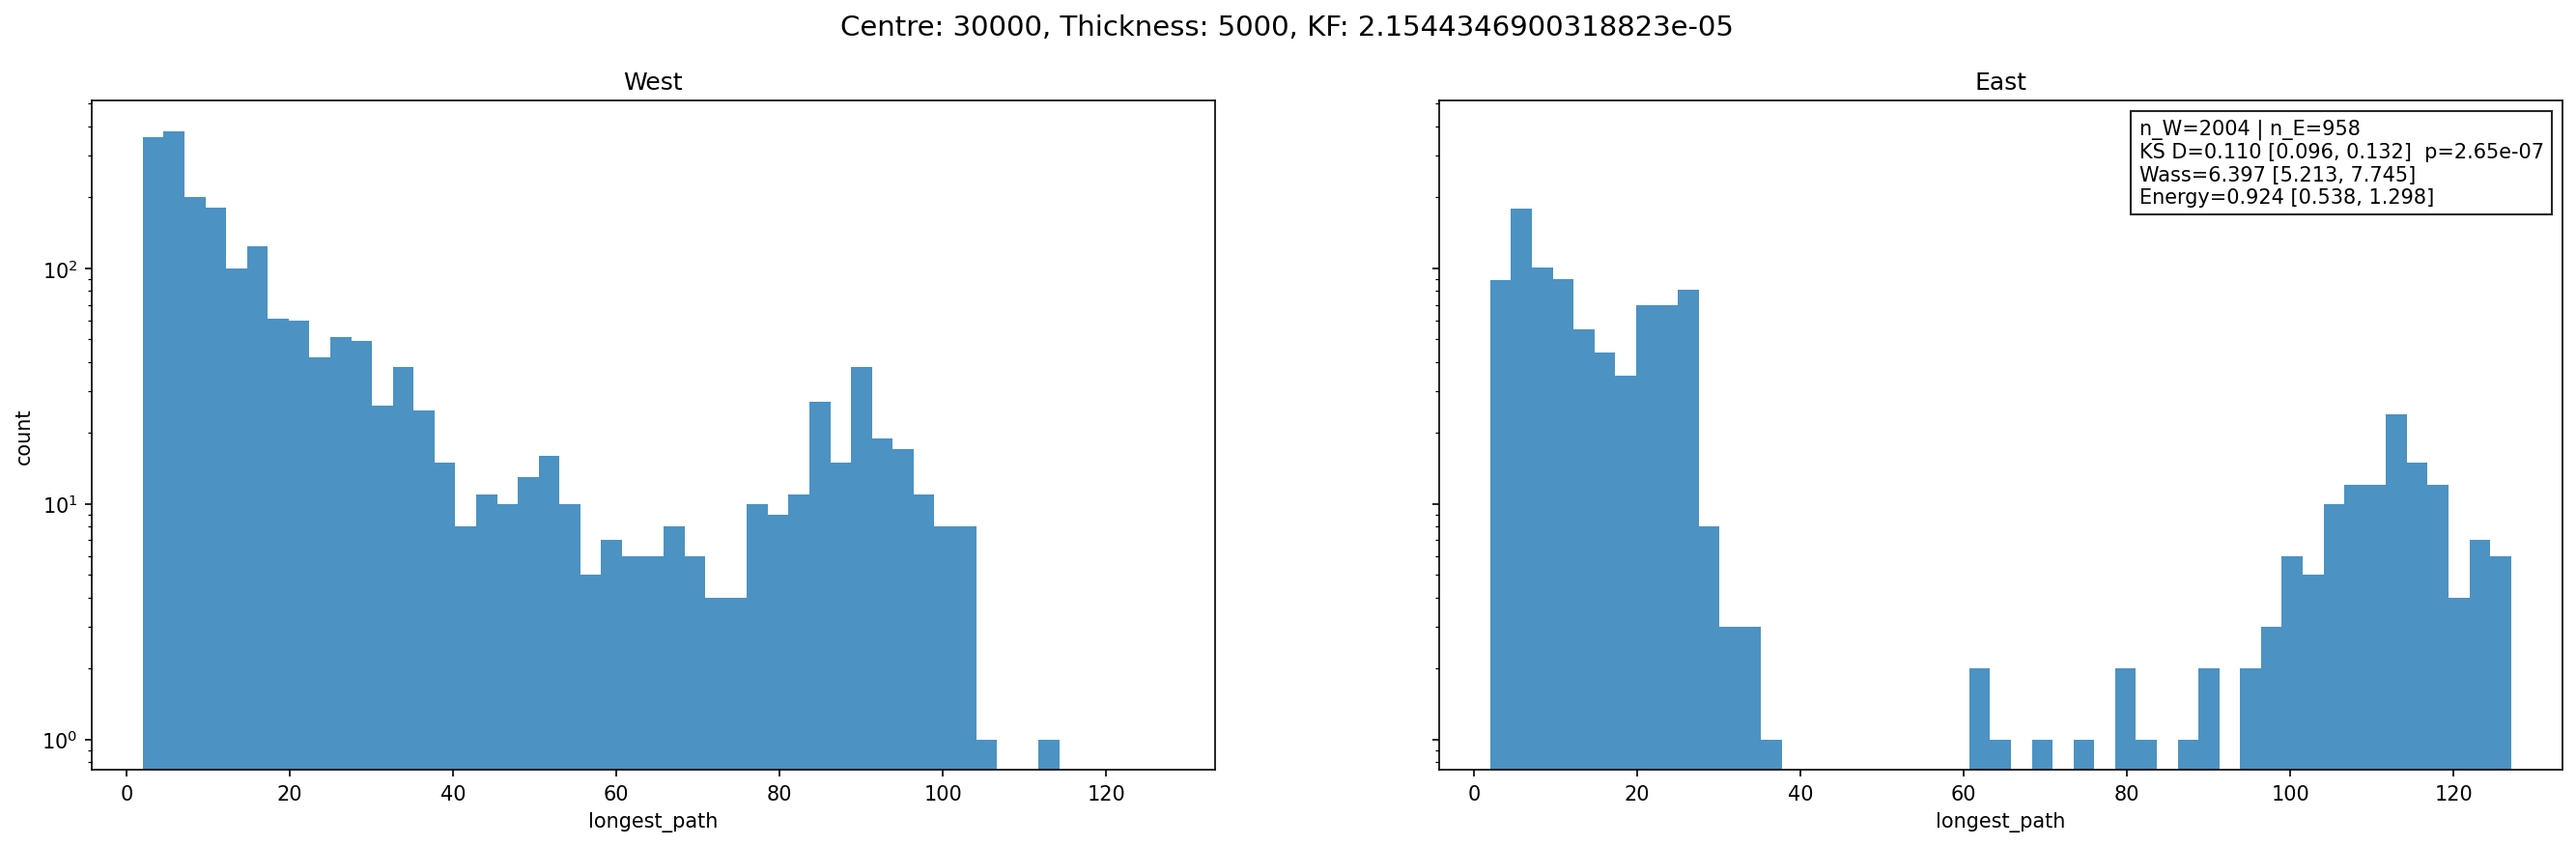 Centre: 30000, Thickness: 5000, KF: 2.1544346900318823e-05
West
count
10²
10¹
10⁰
0 20 40 60 80 100 120
longest_path
East
n_W=2004 | n_E=958
KS D=0.110 [0.096, 0.132]  p=2.65e-07
Wass=6.397 [5.213, 7.745]
Energy=0.924 [0.538, 1.298]
0 20 40 60 80 100 120
longest_path